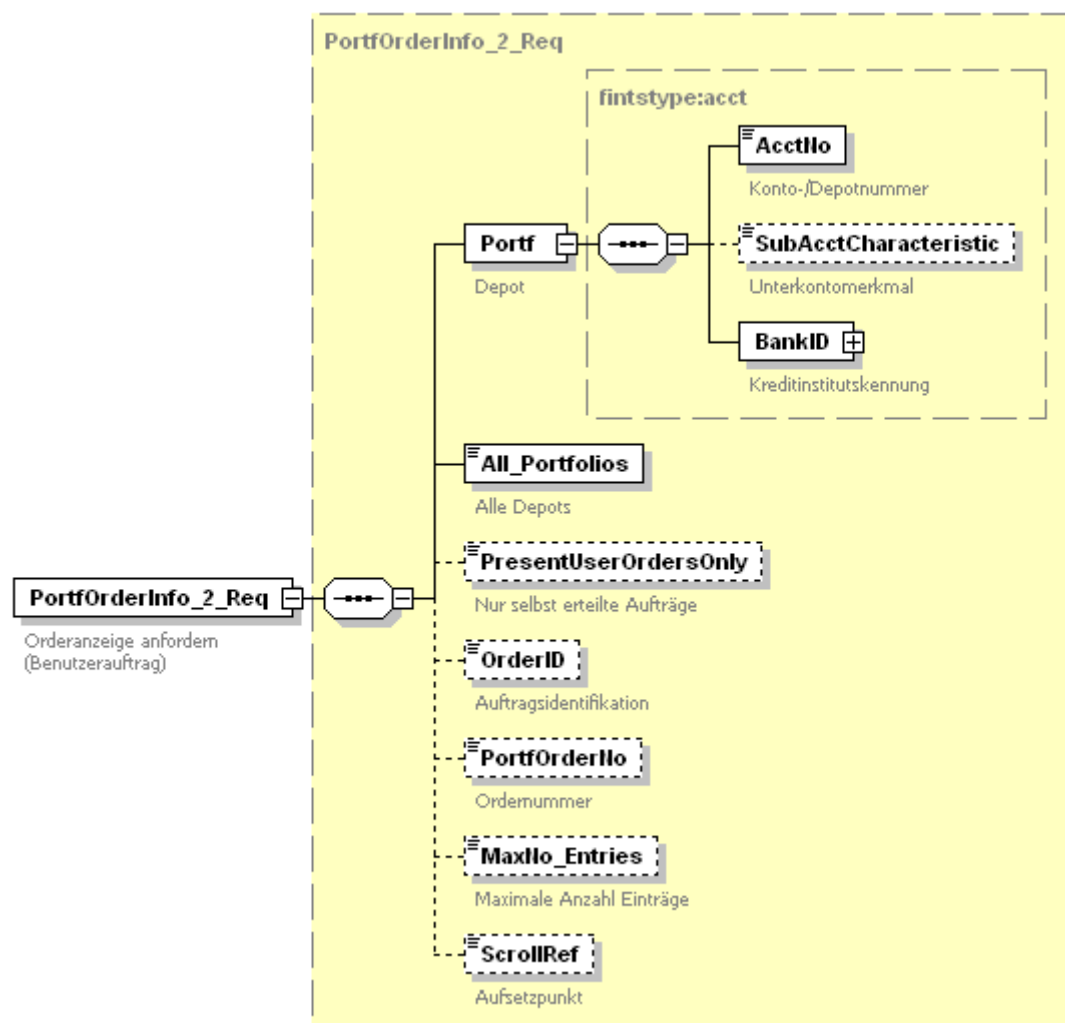 PortfOrderInfo_2_Req
fintstype:acct
AcctNo
Konto-/Depotnummer
Portf
Depot
SubAcctCharacteristic
Unterkontomerkmal
BankID
Kreditinstitutskennung
All_Portfolios
Alle Depots
PresentUserOrdersOnly
Nur selbst erteilte Aufträge
PortfOrderInfo_2_Req
Orderanzeige anfordern
(Benutzerauftrag)
OrderID
Auftragsidentifikation
PortfOrderNo
Ordernummer
MaxNo_Entries
Maximale Anzahl Einträge
ScrollRef
Aufsetzpunkt